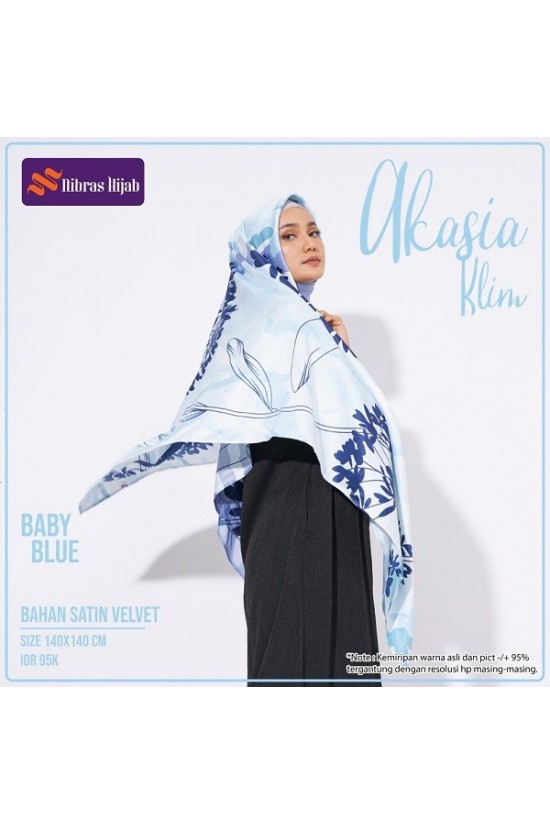 Nibras Hijab
Akasia
Klim
BABY
BLUE
BAHAN SATIN VELVET
SIZE 140X140 CM
IDR 95K
*Note : Kemiripan warna asli dan pict -/+ 95%
tergantung dengan resolusi hp masing-masing.